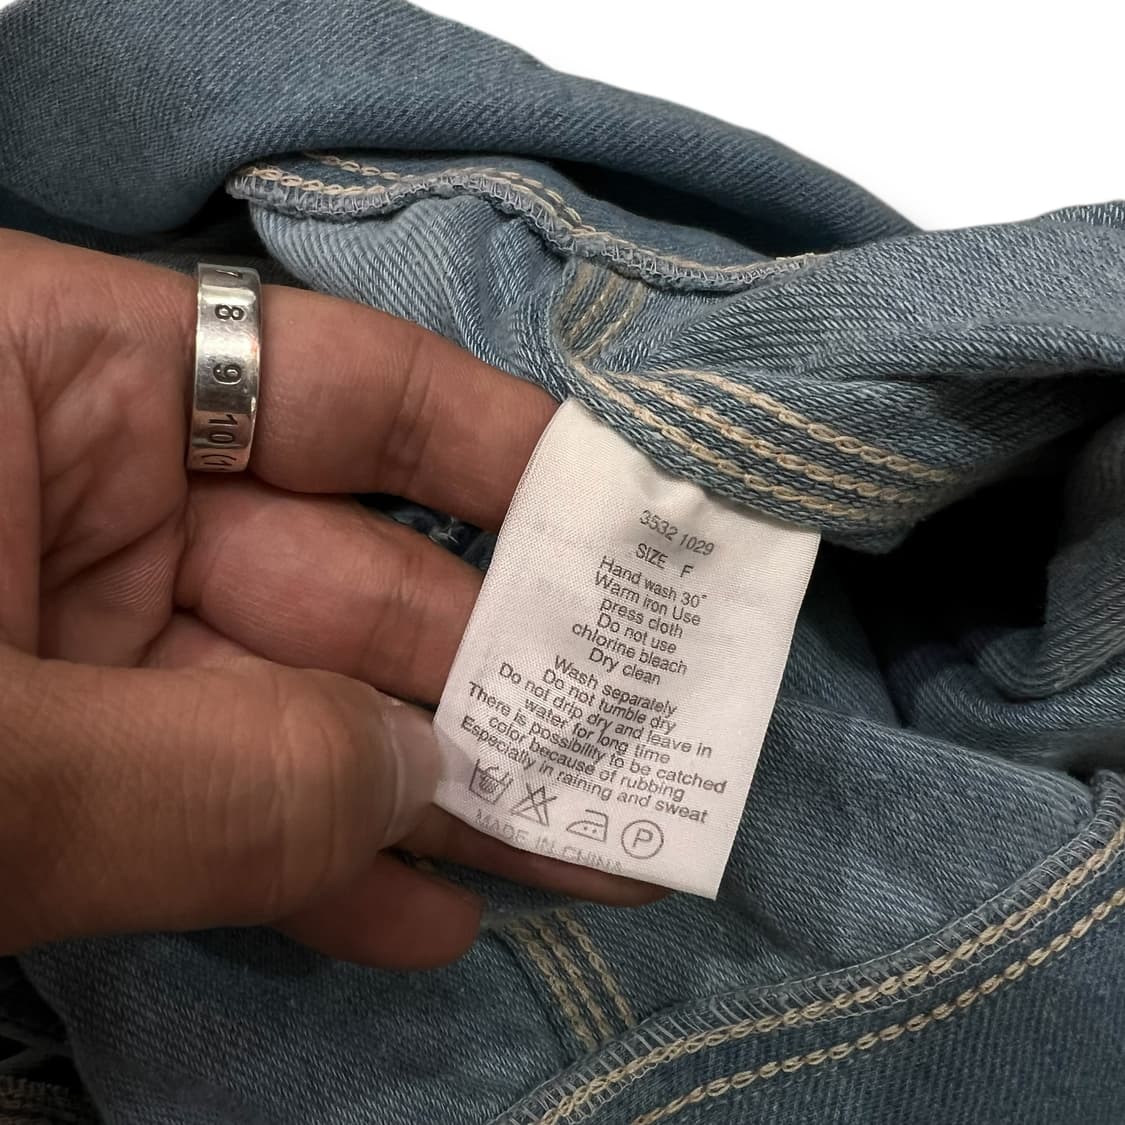 7
8
9
10
3532 1029
SIZE F
Hand wash 30°
Warm iron Use
press cloth
Do not use
chlorine bleach
Dry clean
Wash separately
Do not tumble dry
Do not drip dry and leave in
water for long time
There is possibility to be catched
color because of rubbing
Especially in raining and sweat
P
MADE IN CHINA